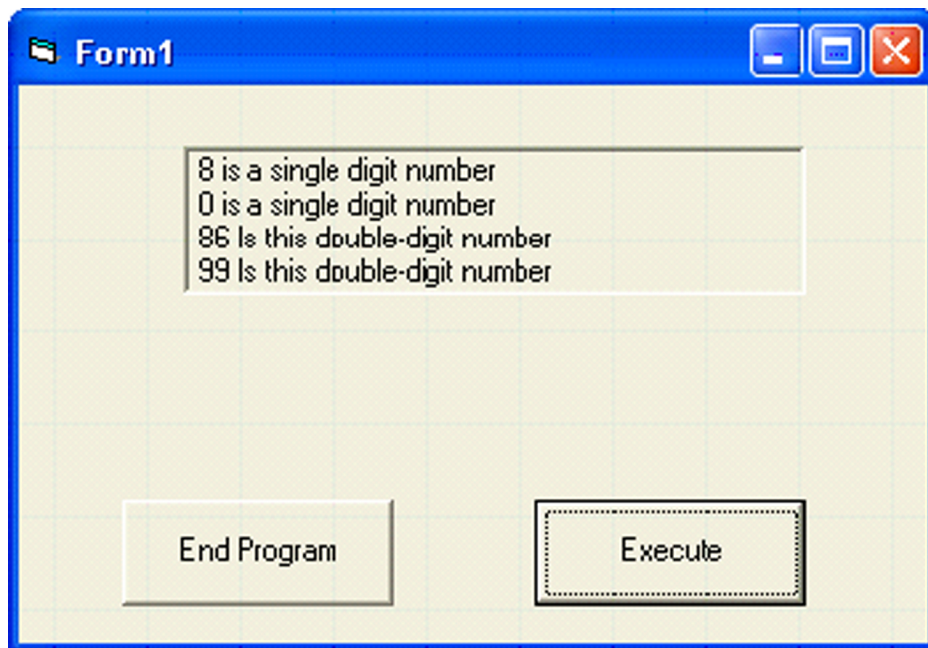 Form1
8 is a single digit number
0 is a single digit number
86 Is this double-digit number
99 Is this double-digit number
End Program
Execute